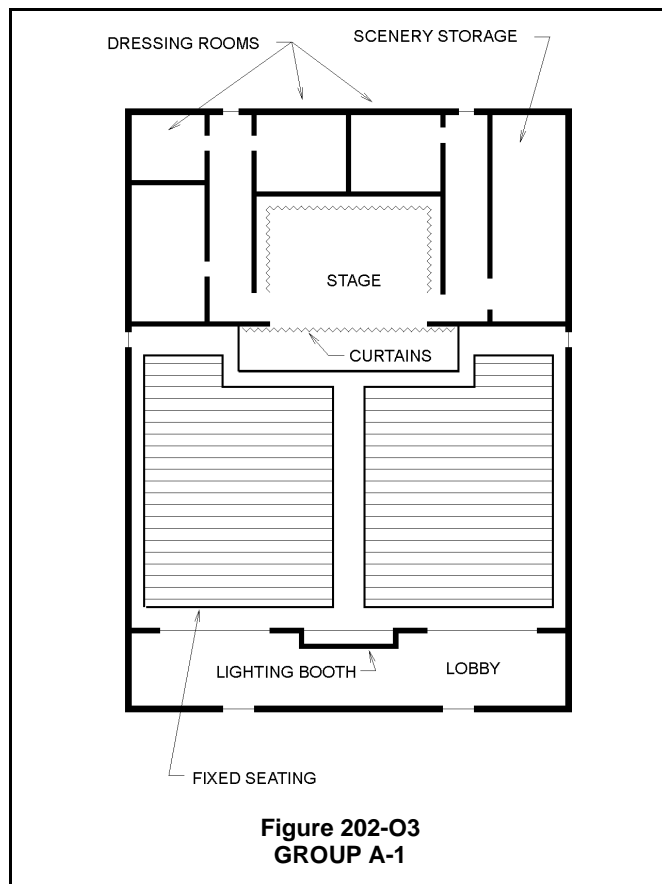 DRESSING ROOMS
SCENERY STORAGE
STAGE
CURTAINS
LIGHTING BOOTH
LOBBY
FIXED SEATING
Figure 202-O3
GROUP A-1